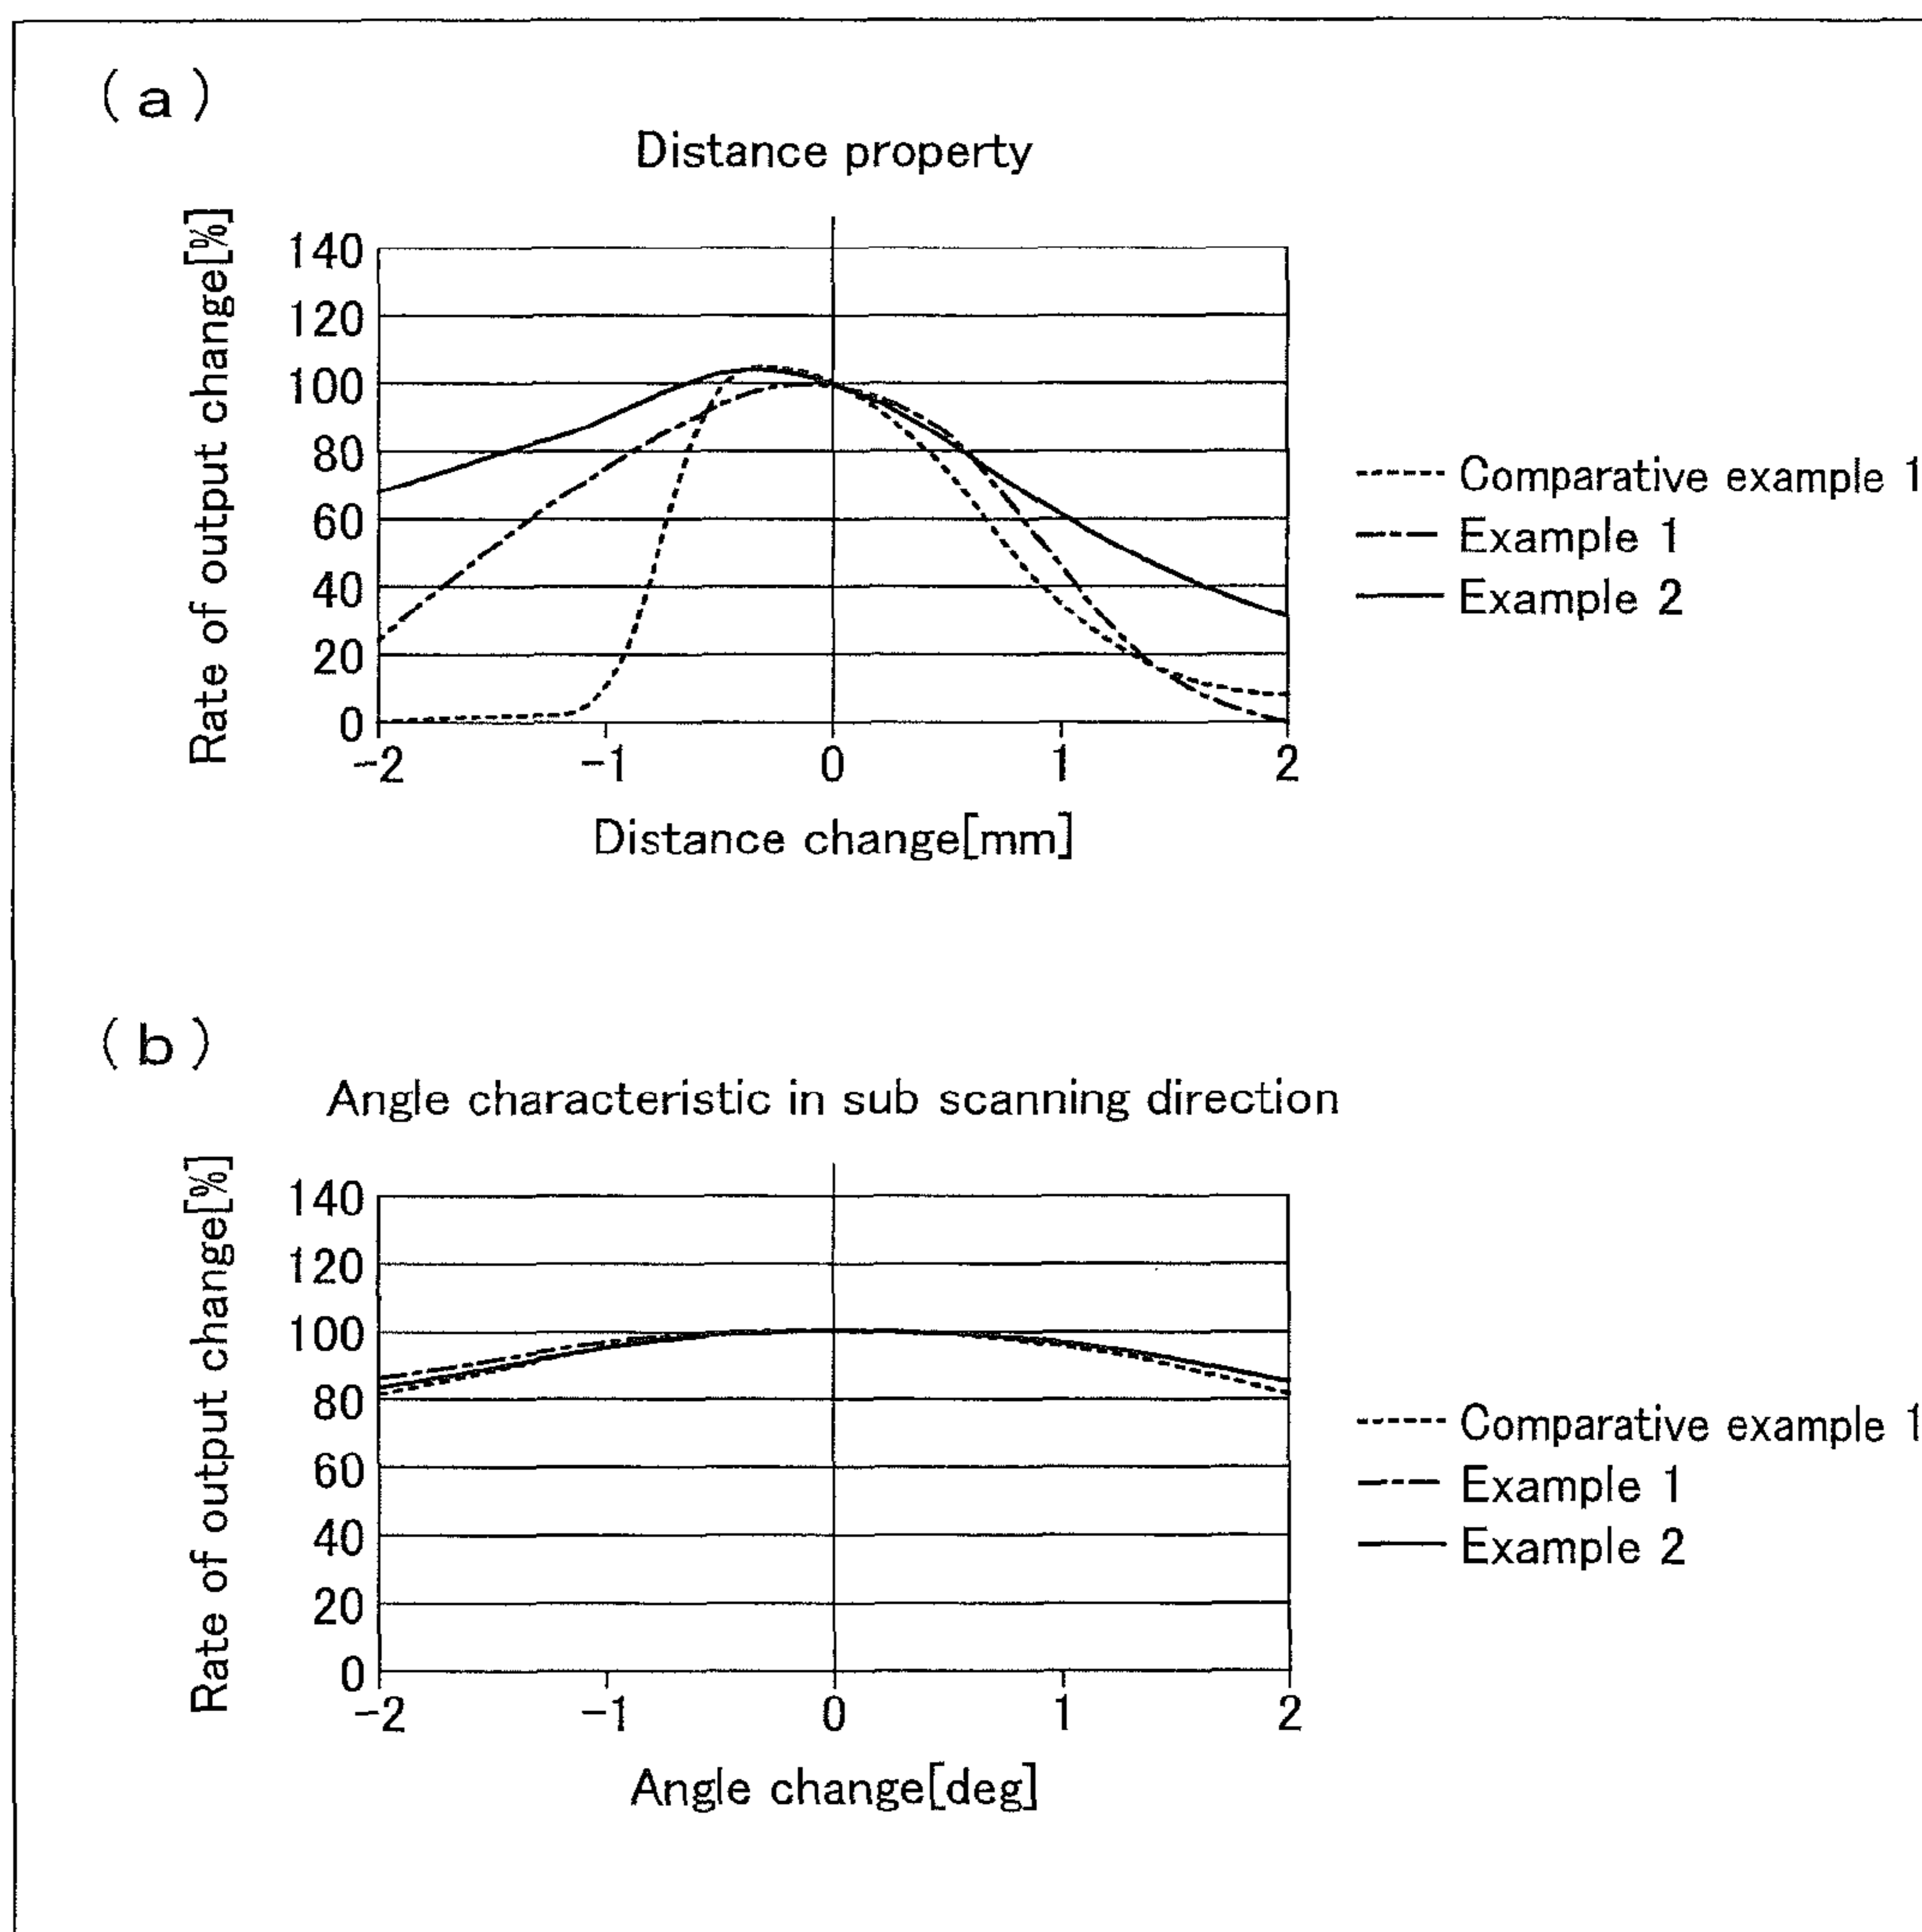 (a)
Distance property
Rate of output change[%]
140
120
100
80
60
40
20
0
-2
-1
0
1
2
Distance change[mm]
Comparative example 1
Example 1
Example 2
(b)
Angle characteristic in sub scanning direction
Rate of output change[%]
140
120
100
80
60
40
20
0
-2
-1
0
1
2
Angle change[deg]
Comparative example 1
Example 1
Example 2